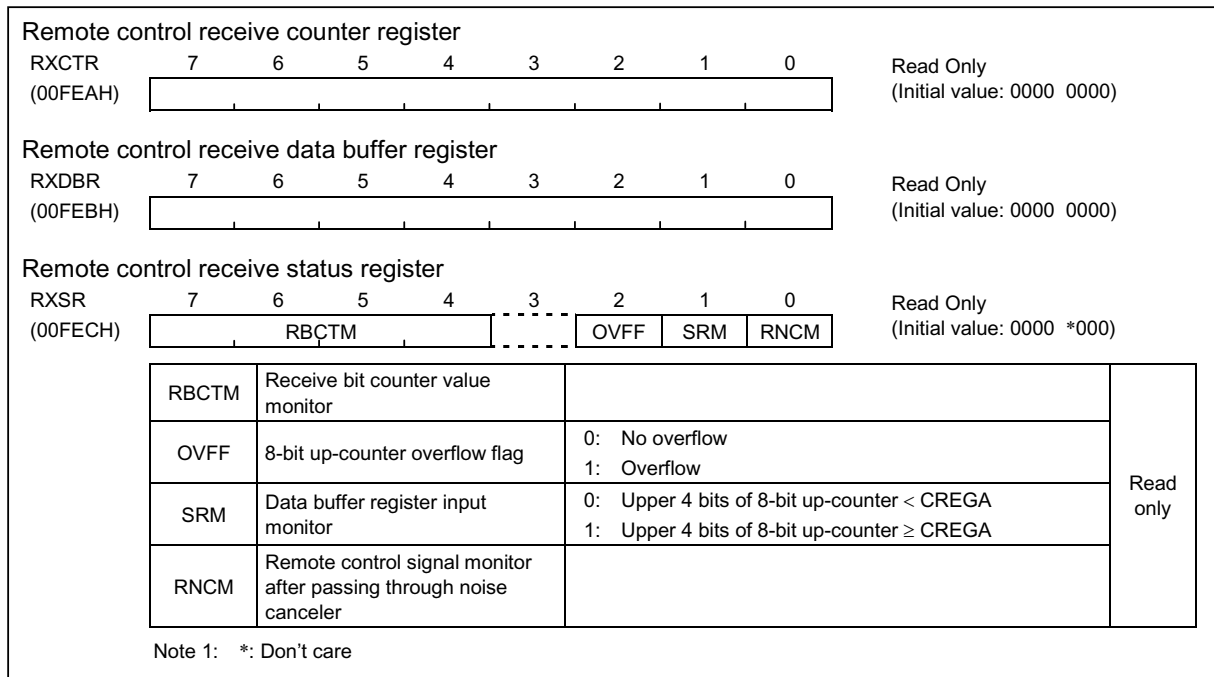 Remote control receive counter register
RXCTR 7 6 5 4 3 2 1 0 Read Only
(00FEAH) (Initial value: 0000 0000)
Remote control receive data buffer register
RXDBR 7 6 5 4 3 2 1 0 Read Only
(00FEBH) (Initial value: 0000 0000)
Remote control receive status register
RXSR 7 6 5 4 3 2 1 0 Read Only
(00FECH) RBCTM OVFF SRM RNCM (Initial value: 0000 *000)
RBCTM Receive bit counter value
monitor
OVFF 8-bit up-counter overflow flag 0: No overflow
1: Overflow
SRM Data buffer register input
monitor 0: Upper 4 bits of 8-bit up-counter < CREGA
1: Upper 4 bits of 8-bit up-counter ≥ CREGA
RNCM Remote control signal monitor
after passing through noise
canceler
Read
only
Note 1: *: Don't care